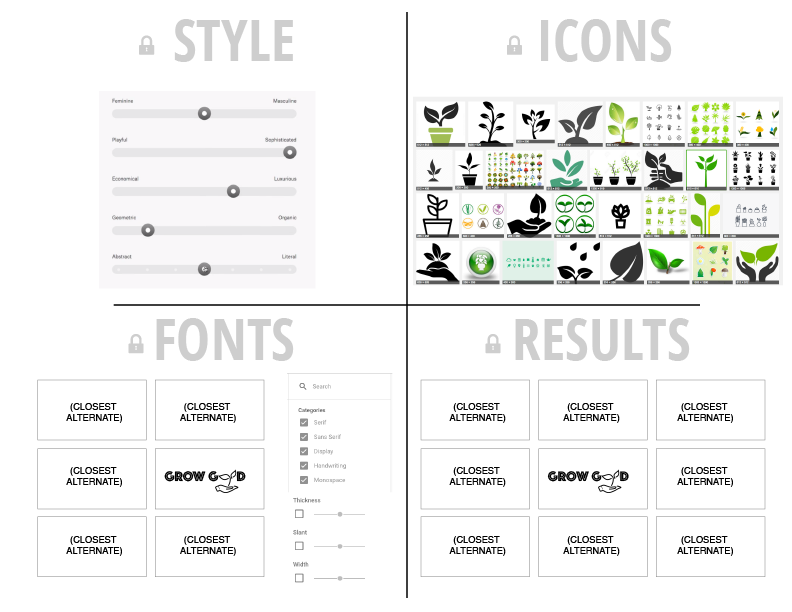 STYLE
Feminine Masculine
Playful Sophisticated
Economical Luxurious
Geometric Organic
Abstract Literal
ICONS
FONTS
(CLOSEST
ALTERNATE)
(CLOSEST
ALTERNATE)
(CLOSEST
ALTERNATE)
GROW GOOD
(CLOSEST
ALTERNATE)
(CLOSEST
ALTERNATE)
Search
Categories
Serif
Sans Serif
Display
Handwriting
Monospace
Thickness
Slant
Width
RESULTS
(CLOSEST
ALTERNATE)
(CLOSEST
ALTERNATE)
(CLOSEST
ALTERNATE)
(CLOSEST
ALTERNATE)
GROW GOOD
(CLOSEST
ALTERNATE)
(CLOSEST
ALTERNATE)
(CLOSEST
ALTERNATE)
(CLOSEST
ALTERNATE)